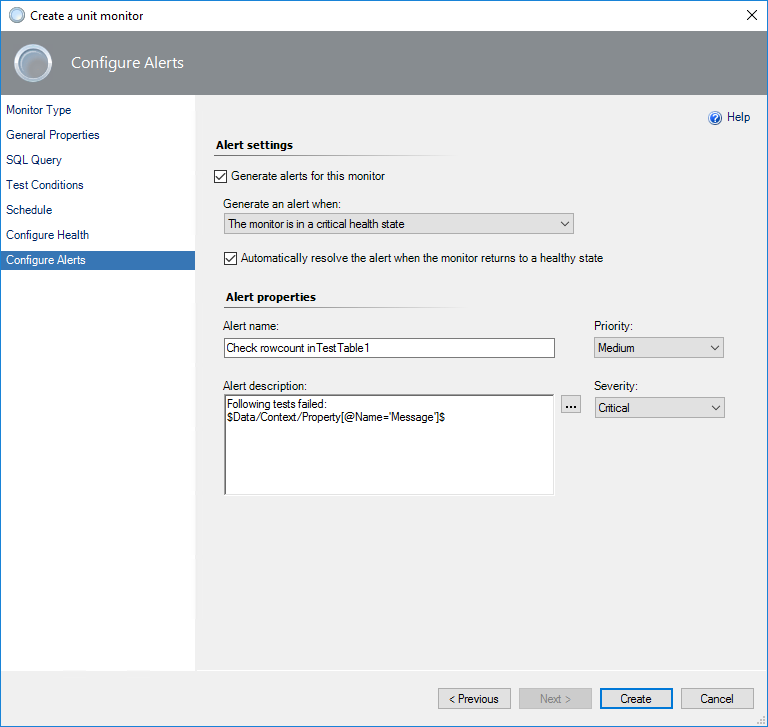 Create a unit monitor
Configure Alerts
Monitor Type
General Properties
SQL Query
Test Conditions
Schedule
Configure Health
Configure Alerts
? Help
Alert settings
Generate alerts for this monitor
Generate an alert when:
The monitor is in a critical health state
Automatically resolve the alert when the monitor returns to a healthy state
Alert properties
Alert name:
Check rowcount in TestTable1
Priority:
Medium
Alert description:
Following tests failed:
$Data/Context/Property[@Name='Message']$
...
Severity:
Critical
< Previous
Next >
Create
Cancel